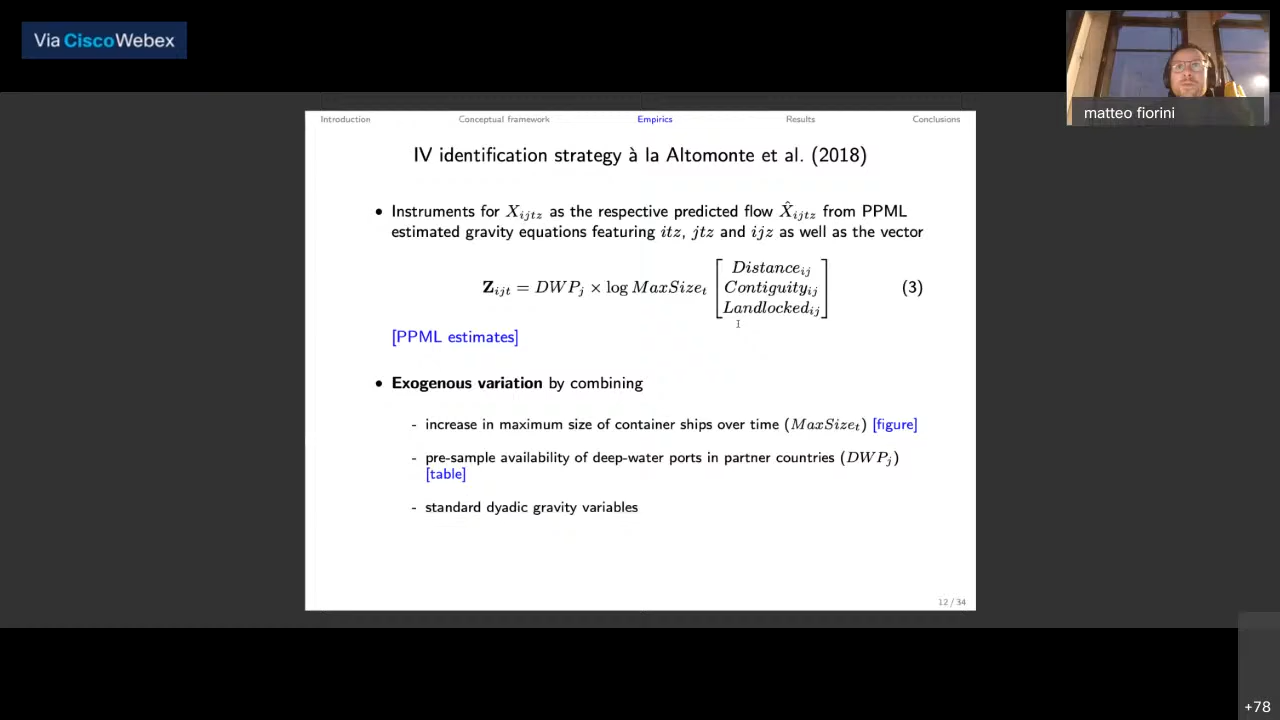 Via CiscoWebex
matteo fiorini
Introduction Conceptual framework Empirics Results Conclusions
IV identification strategy à la Altomonte et al. (2018)
• Instruments for X_{ijtz} as the respective predicted flow X̂_{ijtz} from PPML
estimated gravity equations featuring itz, jtz and ijz as well as the vector
Z_{ijt} = DWP_j × log MaxSize_t [Distance_{ij}
Contiguity_{ij}
Landlocked_{ij}] (3)
[PPML estimates]
• Exogenous variation by combining
- increase in maximum size of container ships over time (MaxSize_t) [figure]
- pre-sample availability of deep-water ports in partner countries (DWP_j)
[table]
- standard dyadic gravity variables
12 / 34
+78